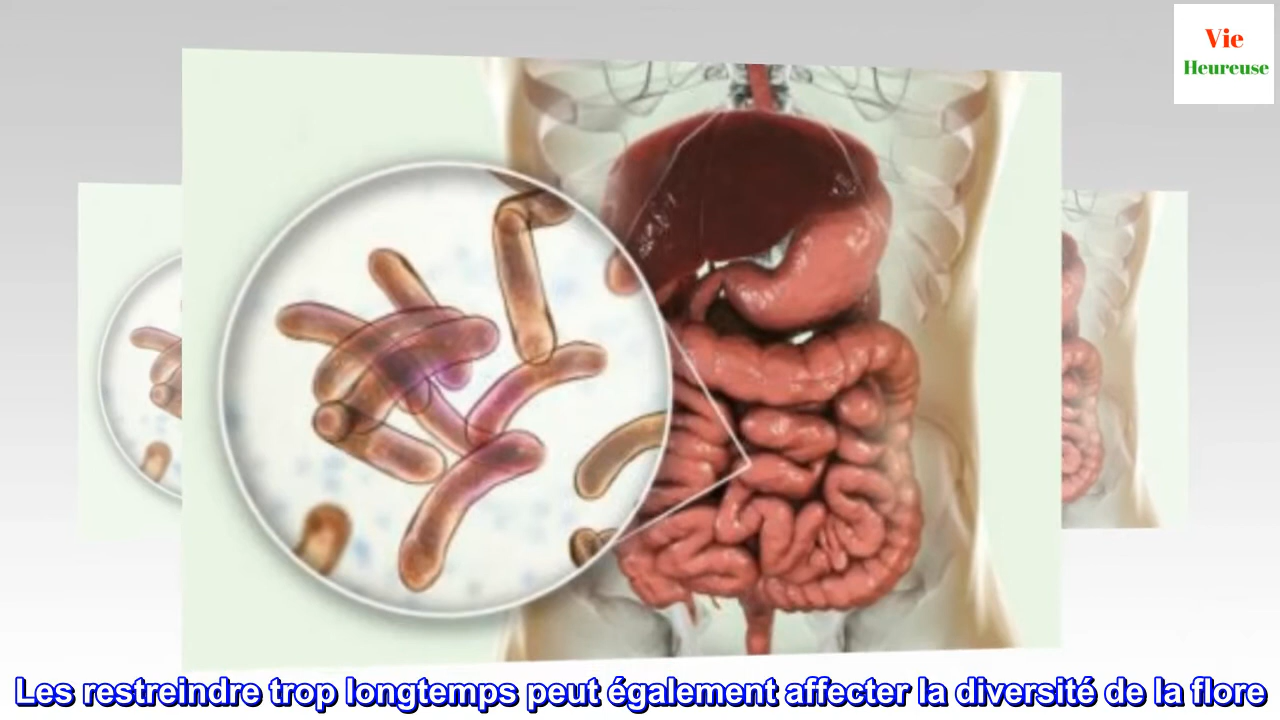 Vie
Heureuse
Les restreindre trop longtemps peut également affecter la diversité de la flore